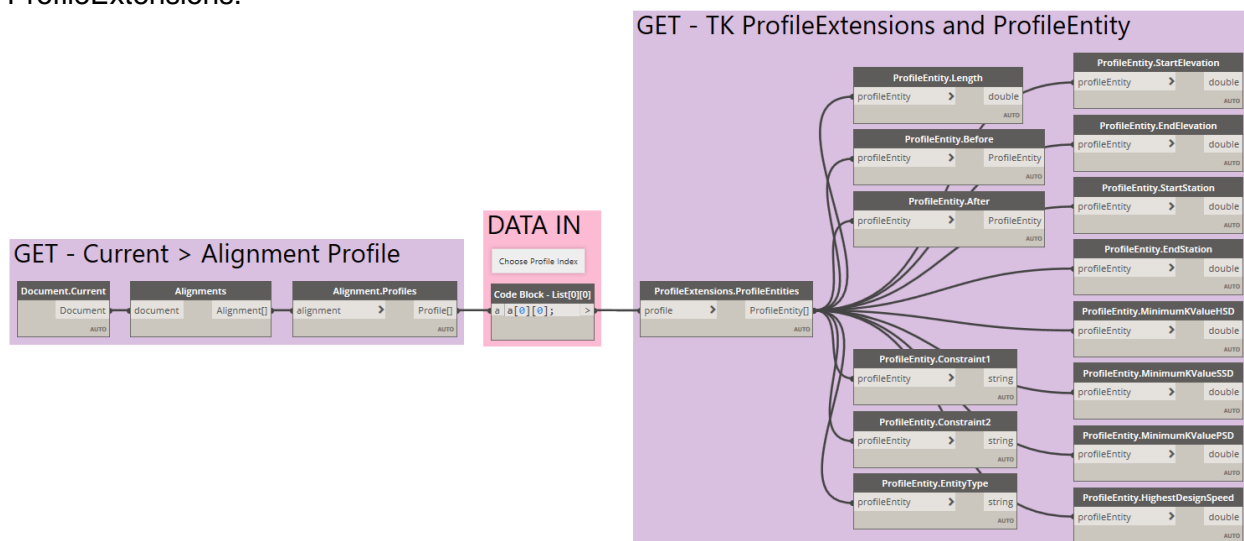 ProfileExtensions.
GET - TK ProfileExtensions and ProfileEntity
ProfileEntity.Length
profileEntity > double
AUTO
ProfileEntity.Before
profileEntity > ProfileEntity
AUTO
ProfileEntity.After
profileEntity > ProfileEntity
AUTO
ProfileEntity.StartElevation
profileEntity > double
AUTO
ProfileEntity.EndElevation
profileEntity > double
AUTO
ProfileEntity.StartStation
profileEntity > double
AUTO
ProfileEntity.EndStation
profileEntity > double
AUTO
GET - Current > Alignment Profile
Document.Current
Document
AUTO
Alignments
document Alignment[]
AUTO
Alignment.Profiles
alignment > Profile[]
AUTO
DATA IN
Choose Profile Index
Code Block - List[0][0]
a a[0][0]; >
ProfileExtensions.ProfileEntities
profile > ProfileEntity[]
AUTO
ProfileEntity.Constraint1
profileEntity > string
AUTO
ProfileEntity.Constraint2
profileEntity > string
AUTO
ProfileEntity.EntityType
profileEntity > string
AUTO
ProfileEntity.MinimumKValueHSD
profileEntity > double
AUTO
ProfileEntity.MinimumKValueSSD
profileEntity > double
AUTO
ProfileEntity.MinimumKValuePSD
profileEntity > double
AUTO
ProfileEntity.HighestDesignSpeed
profileEntity > double
AUTO